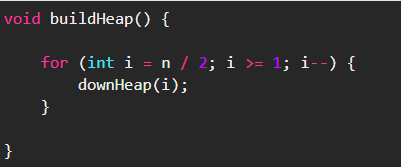 void buildHeap() {
for (int i = n / 2; i >= 1; i--) {
downHeap(i);
}
}